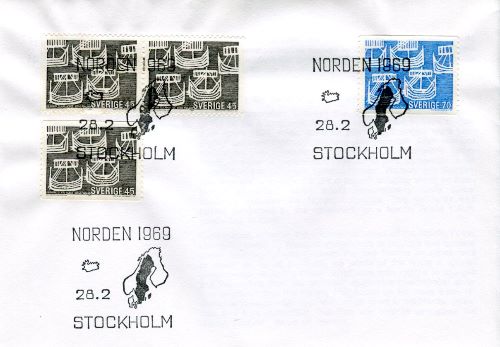 NORDEN 1969
SVERIGE 45
SVERIGE 45
28.2
STOCKHOLM
SVERIGE 45
NORDEN 1969
SVERIGE 70
28.2
STOCKHOLM
NORDEN 1969
28.2
STOCKHOLM